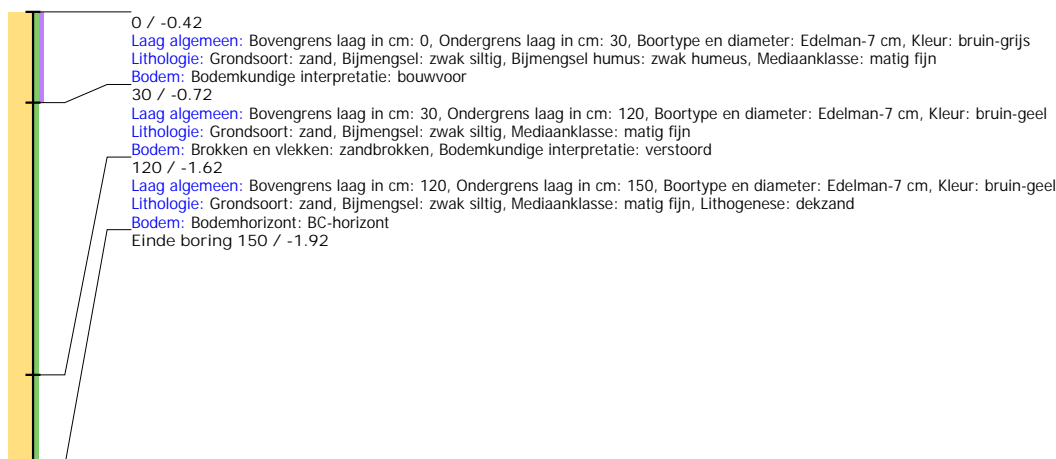 0 / -0.42
Laag algemeen: Bovengrens laag in cm: 0, Ondergrens laag in cm: 30, Boortype en diameter: Edelman-7 cm, Kleur: bruin-grijs
Lithologie: Grondsoort: zand, Bijmengsel: zwak siltig, Bijmengsel humus: zwak humeus, Mediaanklasse: matig fijn
Bodem: Bodemkundige interpretatie: bouwvoor
30 / -0.72
Laag algemeen: Bovengrens laag in cm: 30, Ondergrens laag in cm: 120, Boortype en diameter: Edelman-7 cm, Kleur: bruin-geel
Lithologie: Grondsoort: zand, Bijmengsel: zwak siltig, Mediaanklasse: matig fijn
Bodem: Brokken en vlekken: zandbrokken, Bodemkundige interpretatie: verstoord
120 / -1.62
Laag algemeen: Bovengrens laag in cm: 120, Ondergrens laag in cm: 150, Boortype en diameter: Edelman-7 cm, Kleur: bruin-geel
Lithologie: Grondsoort: zand, Bijmengsel: zwak siltig, Mediaanklasse: matig fijn, Lithogenese: dekzand
Bodem: Bodemhorizont: BC-horizont
Einde boring 150 / -1.92